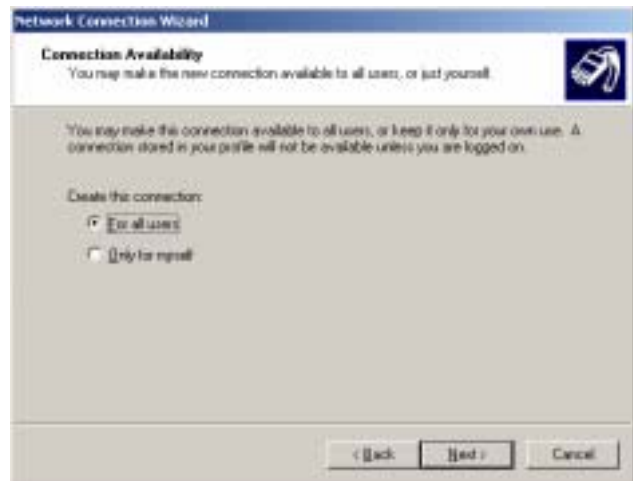 Network Connection Wizard
Connection Availability
You may make the new connection available to all users, or just yourself.
You may make this connection available to all users, or keep it only for your own use. A
connection stored in your profile will not be available unless you are logged on.
Create this connection:
For all users
Only for myself
< Back Next > Cancel